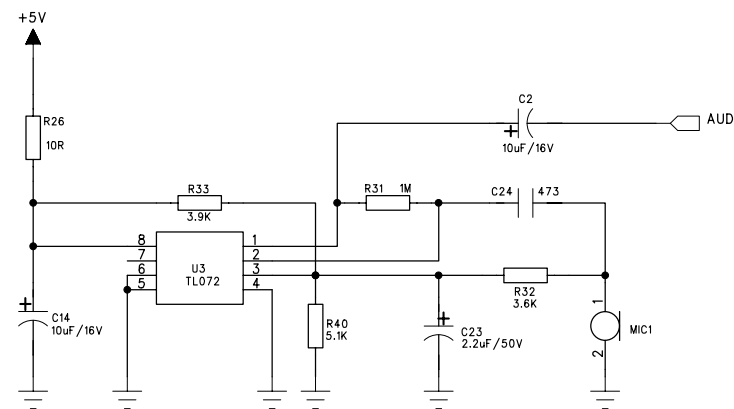 +5V
C2
AUD
R26
10R
10uF/16V
R33
3.9K
R31 1M
C24 473
8 1
7 2
6 3
5 4
U3
TL072
R32
3.6K
C14
10uF/16V
R40
5.1K
C23
2.2uF/50V
1
MIC1
2